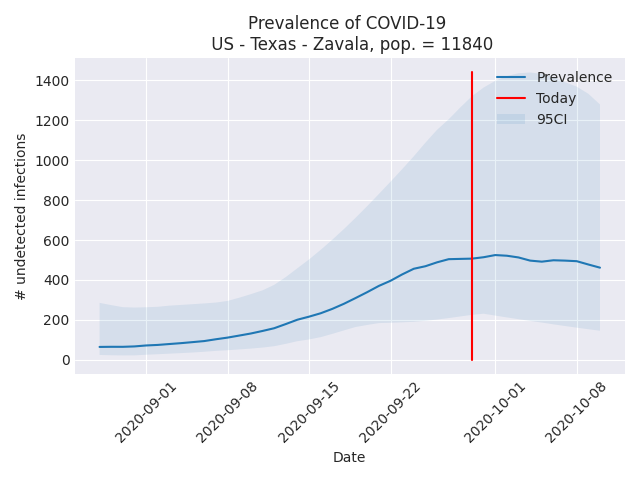 Prevalence of COVID-19
US - Texas - Zavala, pop. = 11840
Prevalence
Today
95CI
# undetected infections
1400
1200
1000
800
600
400
200
0
2020-09-01
2020-09-08
2020-09-15
2020-09-22
2020-10-01
2020-10-08
Date